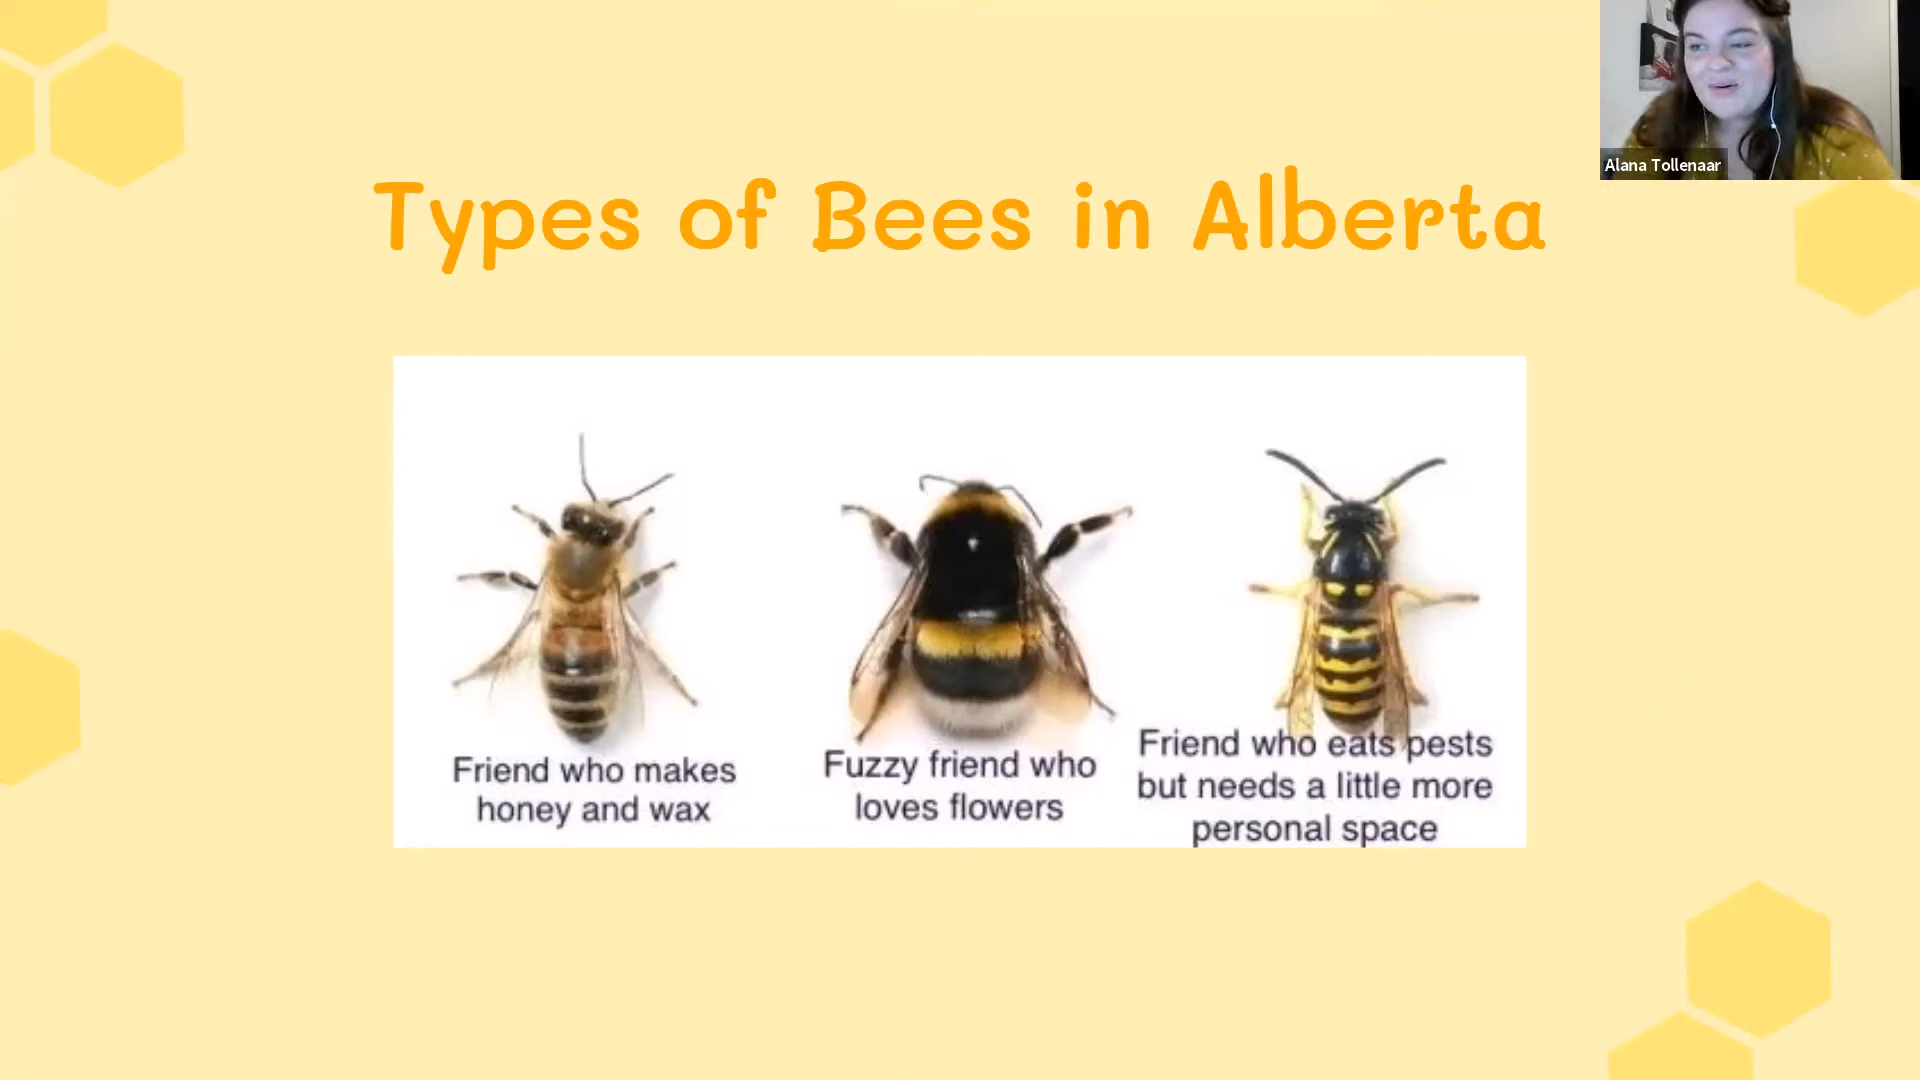 Alana Tollenaar
Types of Bees in Alberta
Friend who makes
honey and wax
Fuzzy friend who
loves flowers
Friend who eats pests
but needs a little more
personal space